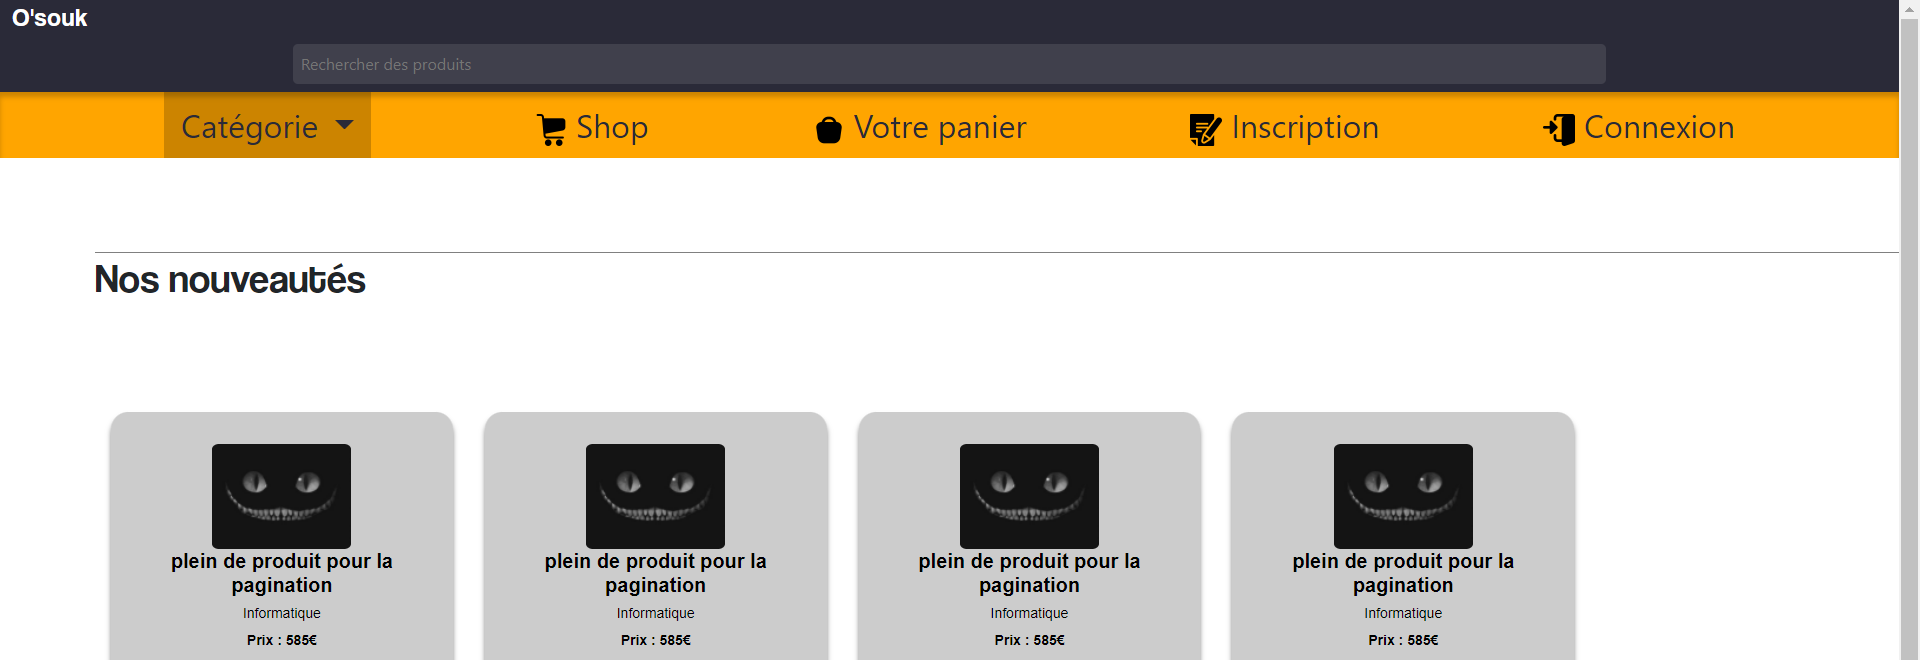 O'souk
Rechercher des produits
Catégorie Shop Votre panier Inscription Connexion
Nos nouveautés
plein de produit pour la
pagination
Informatique
Prix : 585€
plein de produit pour la
pagination
Informatique
Prix : 585€
plein de produit pour la
pagination
Informatique
Prix : 585€
plein de produit pour la
pagination
Informatique
Prix : 585€